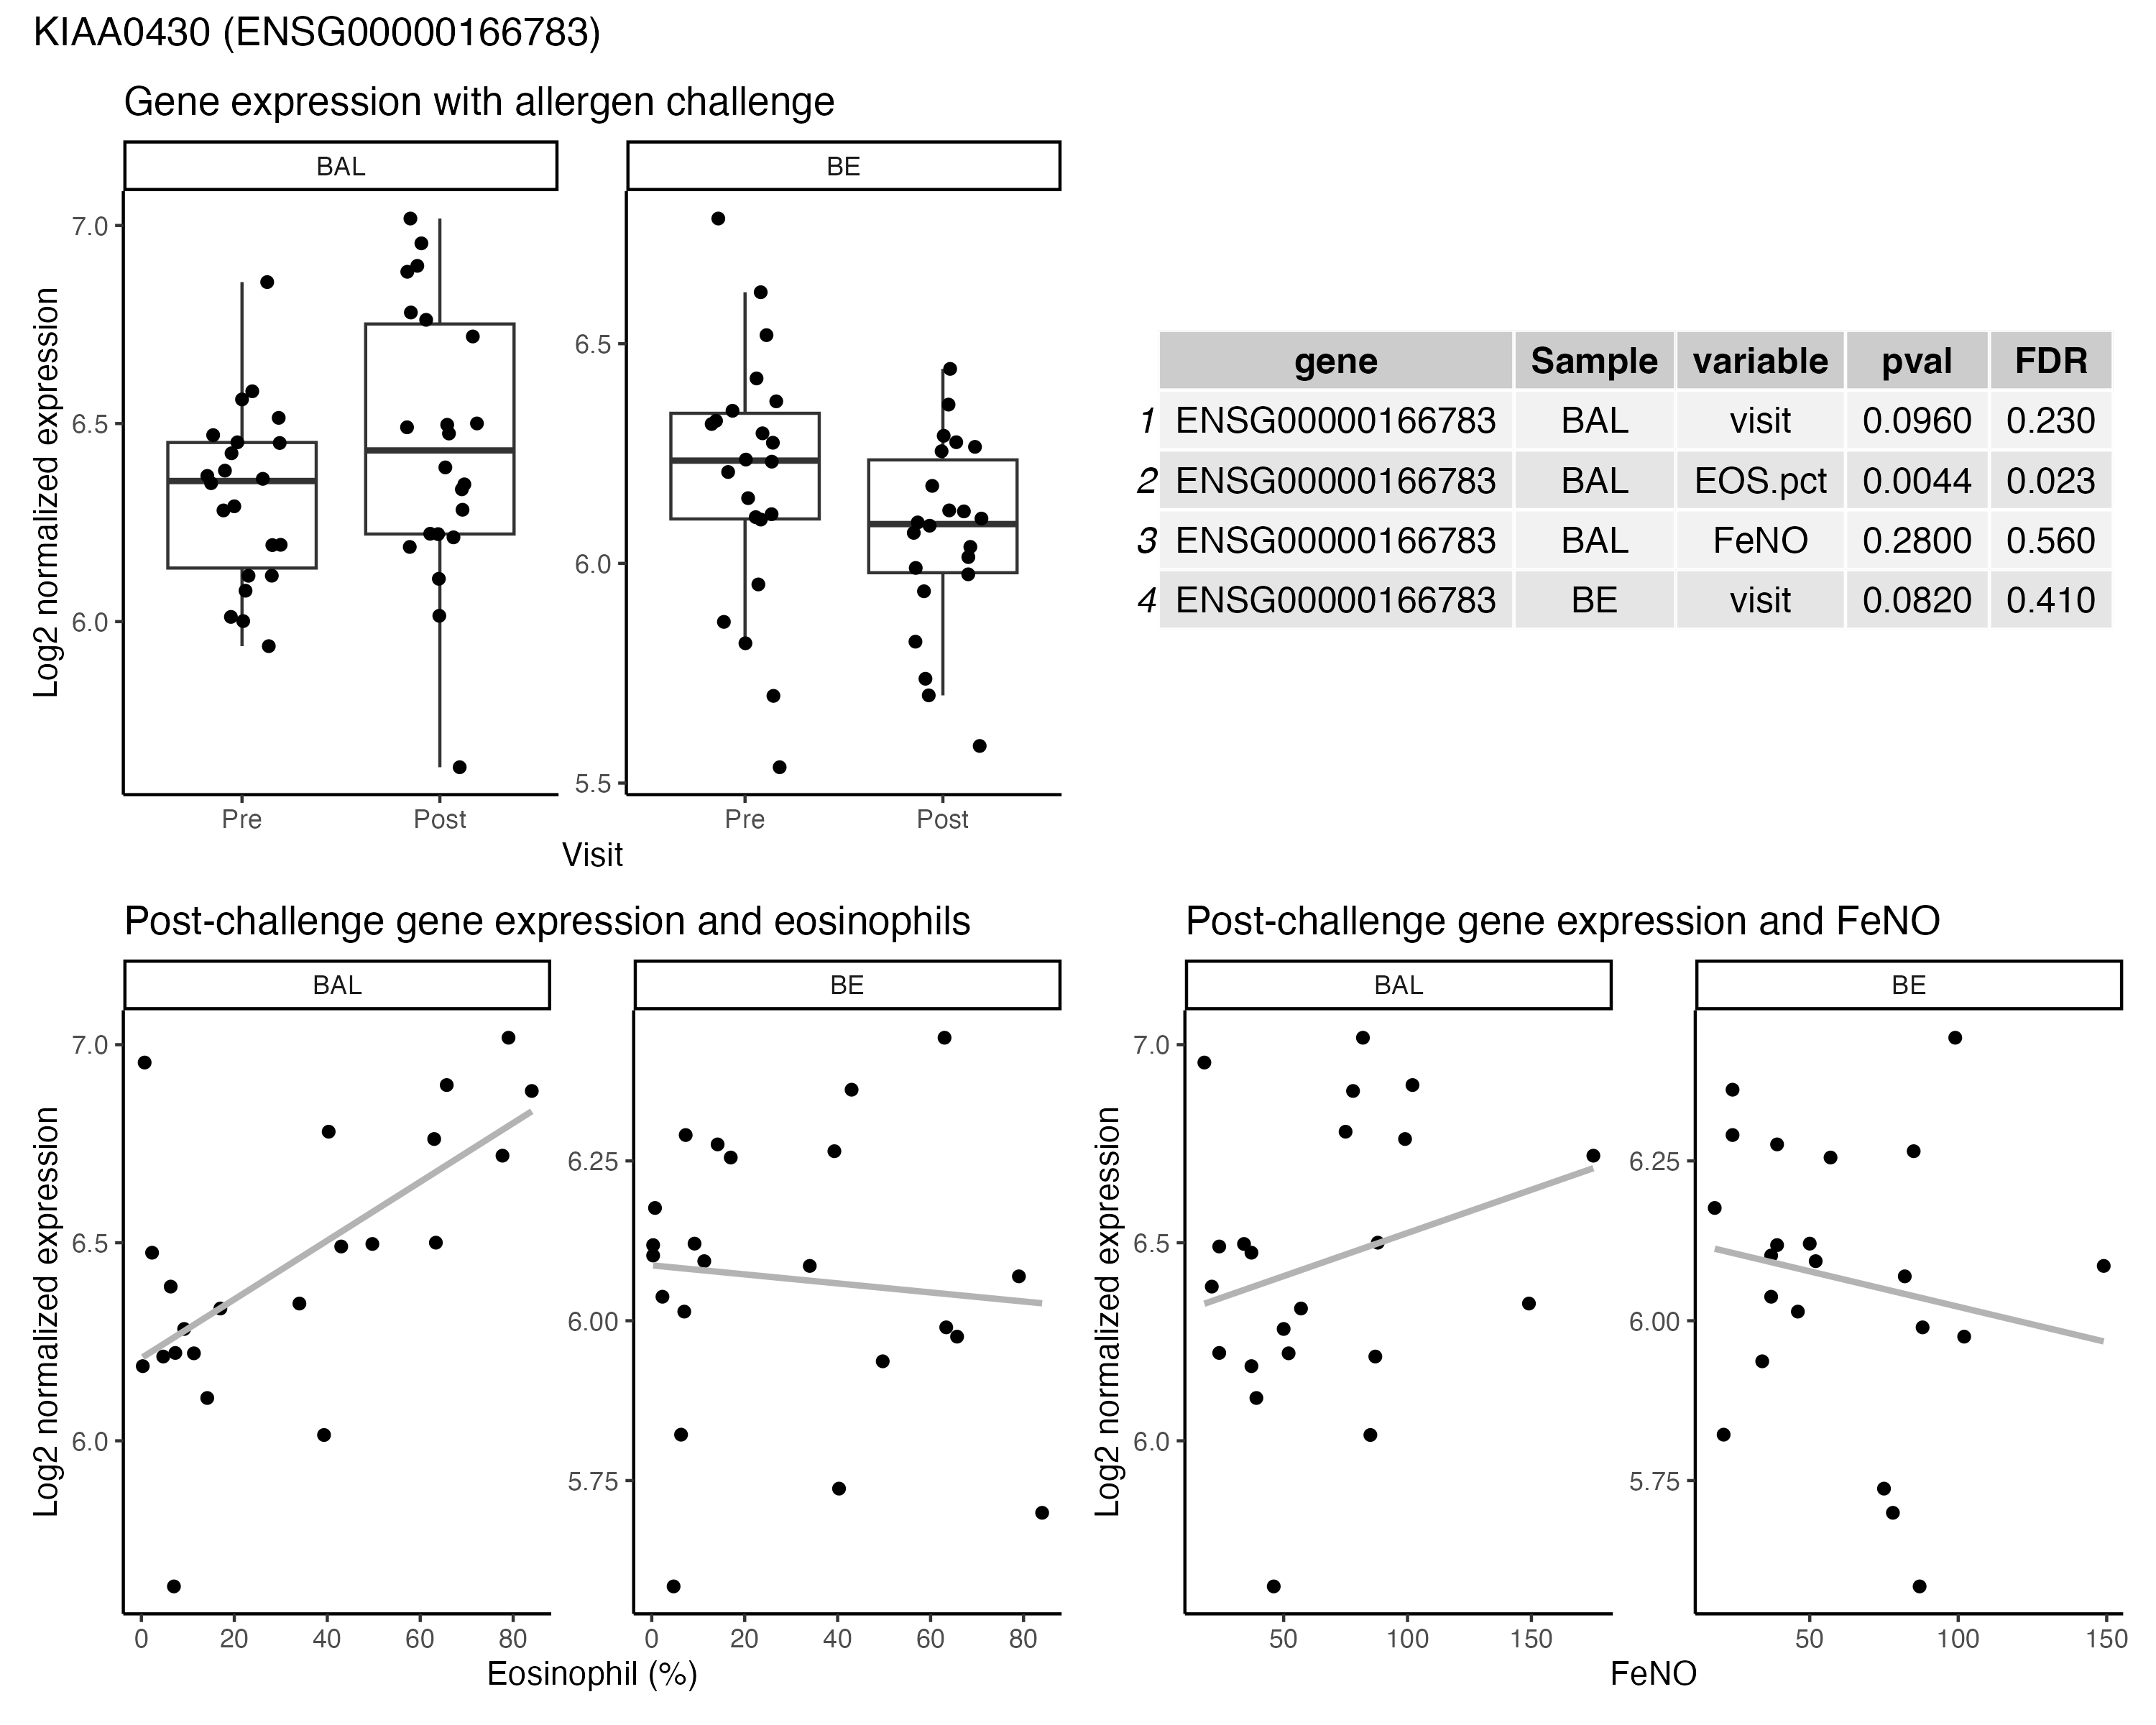 KIAA0430 (ENSG00000166783)
Gene expression with allergen challenge
BAL
BE
Log2 normalized expression
7.0
6.5
6.0
6.5
6.0
5.5
Pre
Post
Pre
Post
Visit
gene Sample variable pval FDR
1 ENSG00000166783 BAL visit 0.0960 0.230
2 ENSG00000166783 BAL EOS.pct 0.0044 0.023
3 ENSG00000166783 BAL FeNO 0.2800 0.560
4 ENSG00000166783 BE visit 0.0820 0.410
Post-challenge gene expression and eosinophils
BAL
BE
Log2 normalized expression
7.0
6.5
6.0
6.25
6.00
5.75
0 20 40 60 80
0 20 40 60 80
Eosinophil (%)
Post-challenge gene expression and FeNO
BAL
BE
Log2 normalized expression
7.0
6.5
6.0
6.25
6.00
5.75
50 100 150
50 100 150
FeNO